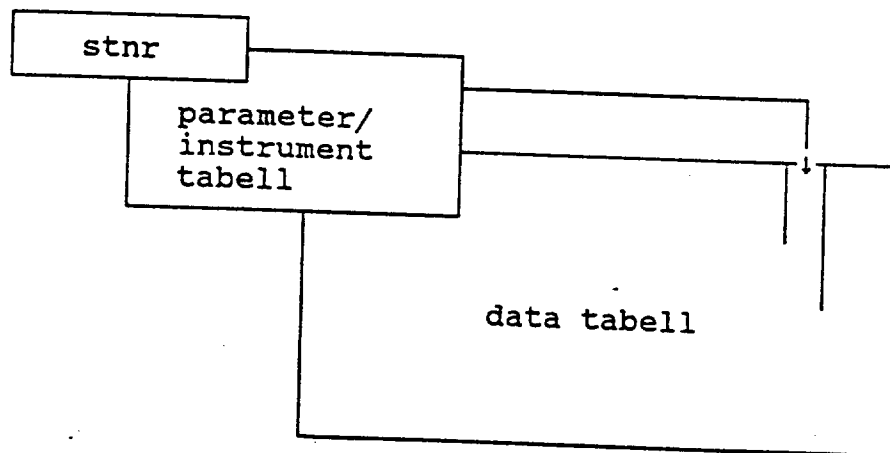 stnr
parameter/
instrument
tabell
data tabell